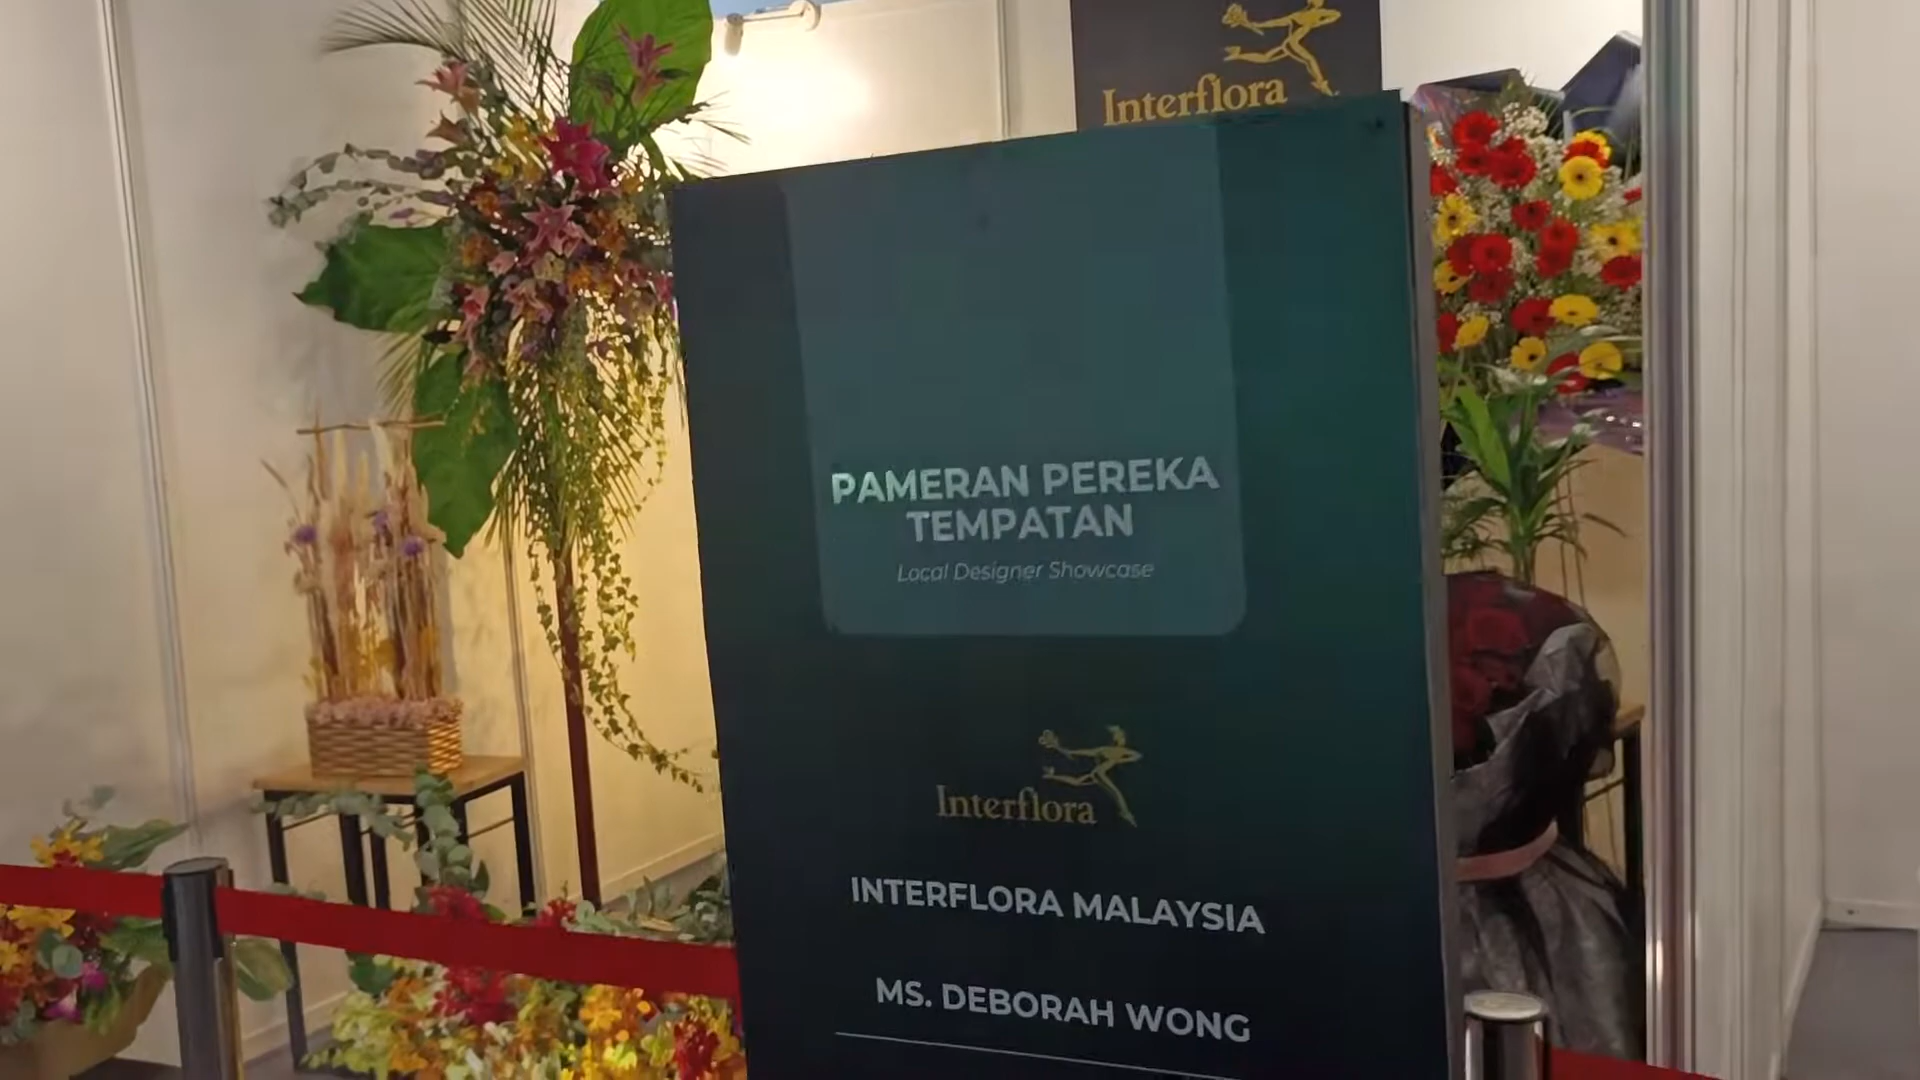 Interflora
PAMERAN PEREKA
TEMPATAN
Local Designer Showcase
Interflora
INTERFLORA MALAYSIA
MS. DEBORAH WONG